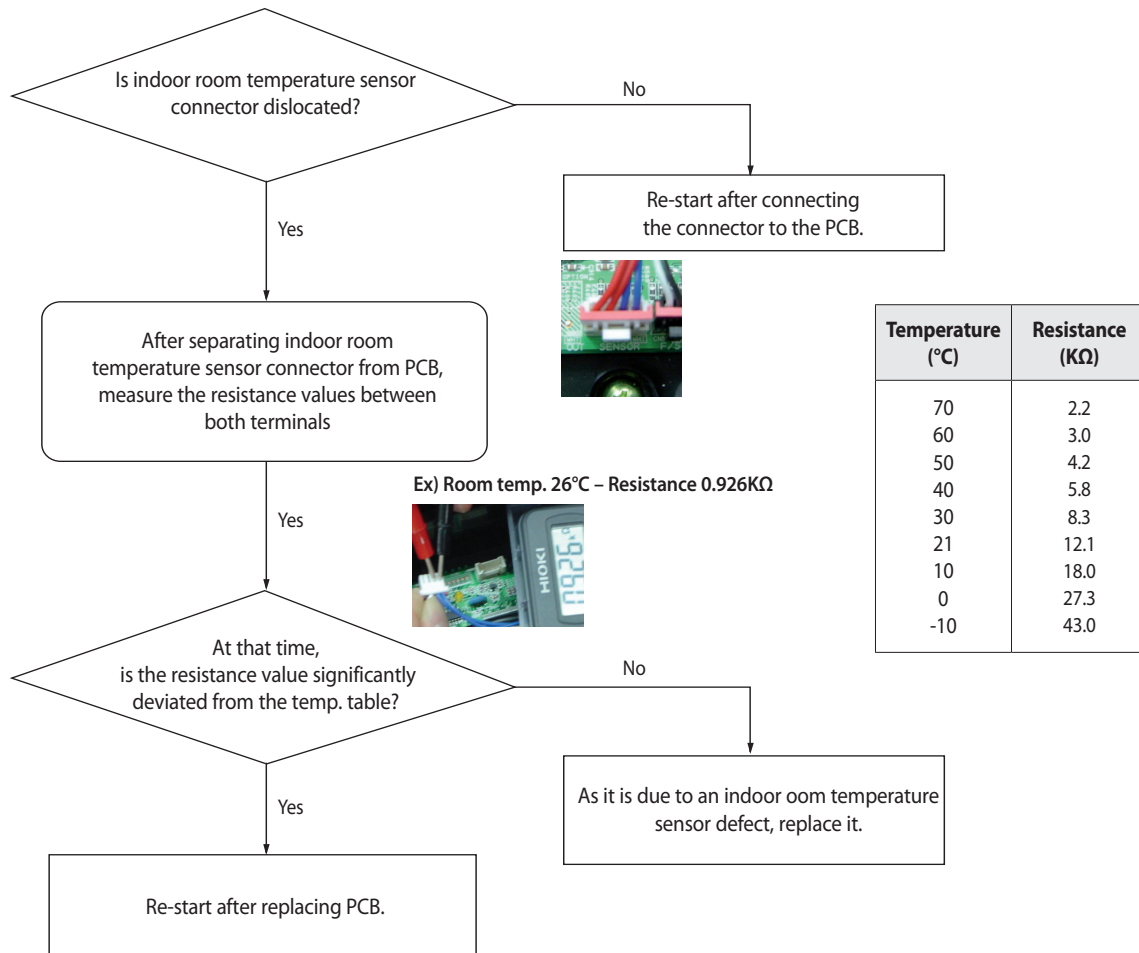 Is indoor room temperature sensor
connector dislocated?
No
Re-start after connecting
the connector to the PCB.
Yes
OUT SENSOR F/S
After separating indoor room
temperature sensor connector from PCB,
measure the resistance values between
both terminals
Temperature Resistance
(°C) (KΩ)
70 2.2
60 3.0
50 4.2
40 5.8
30 8.3
21 12.1
10 18.0
0 27.3
-10 43.0
Ex) Room temp. 26°C – Resistance 0.926KΩ
HIOKI
0.926
Yes
At that time,
is the resistance value significantly
deviated from the temp. table?
No
As it is due to an indoor oom temperature
sensor defect, replace it.
Yes
Re-start after replacing PCB.